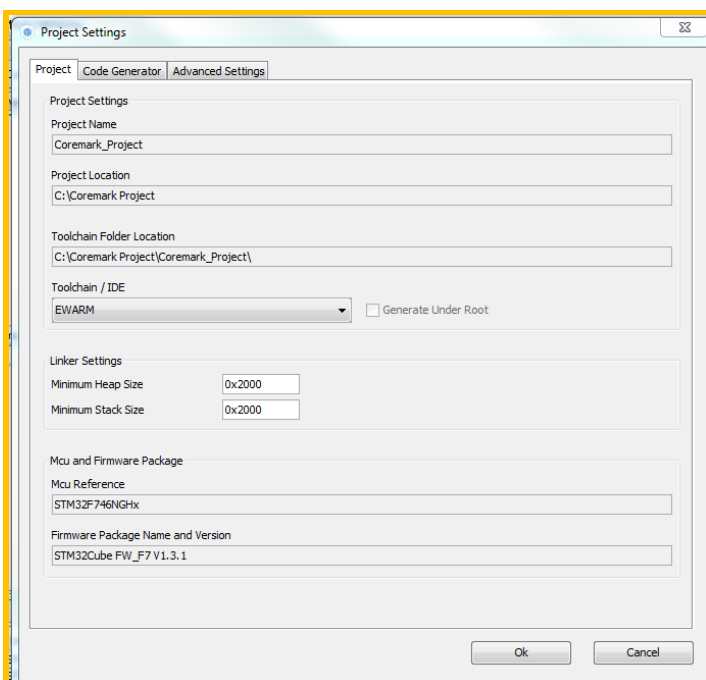 Project Settings
Project Code Generator Advanced Settings
Project Settings
Project Name
Coremark_Project
Project Location
C:\Coremark Project
Toolchain Folder Location
C:\Coremark Project\Coremark_Project\
Toolchain / IDE
EWARM Generate Under Root
Linker Settings
Minimum Heap Size 0x2000
Minimum Stack Size 0x2000
Mcu and Firmware Package
Mcu Reference
STM32F746NGHx
Firmware Package Name and Version
STM32Cube FW_F7 V1.3.1
Ok Cancel